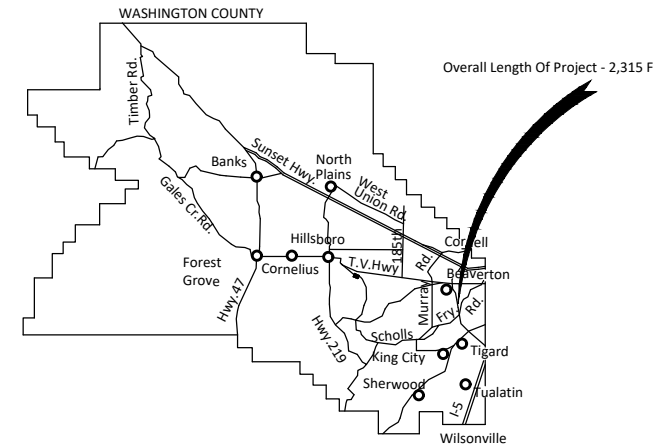 WASHINGTON COUNTY
Overall Length Of Project - 2,315 F
Timber Rd.
Banks
Sunset Hwy.
North
Plains
West
Union Rd.
Gales Cr.Rd.
185th
Cornell
Rd.
Hillsboro
Forest
Grove
Cornelius
T.V.Hwy
Beaverton
Hwy.47
Murray
Fry.
Rd.
Hwy.219
Scholls
King City
Tigard
Sherwood
Tualatin
I-5
Wilsonville